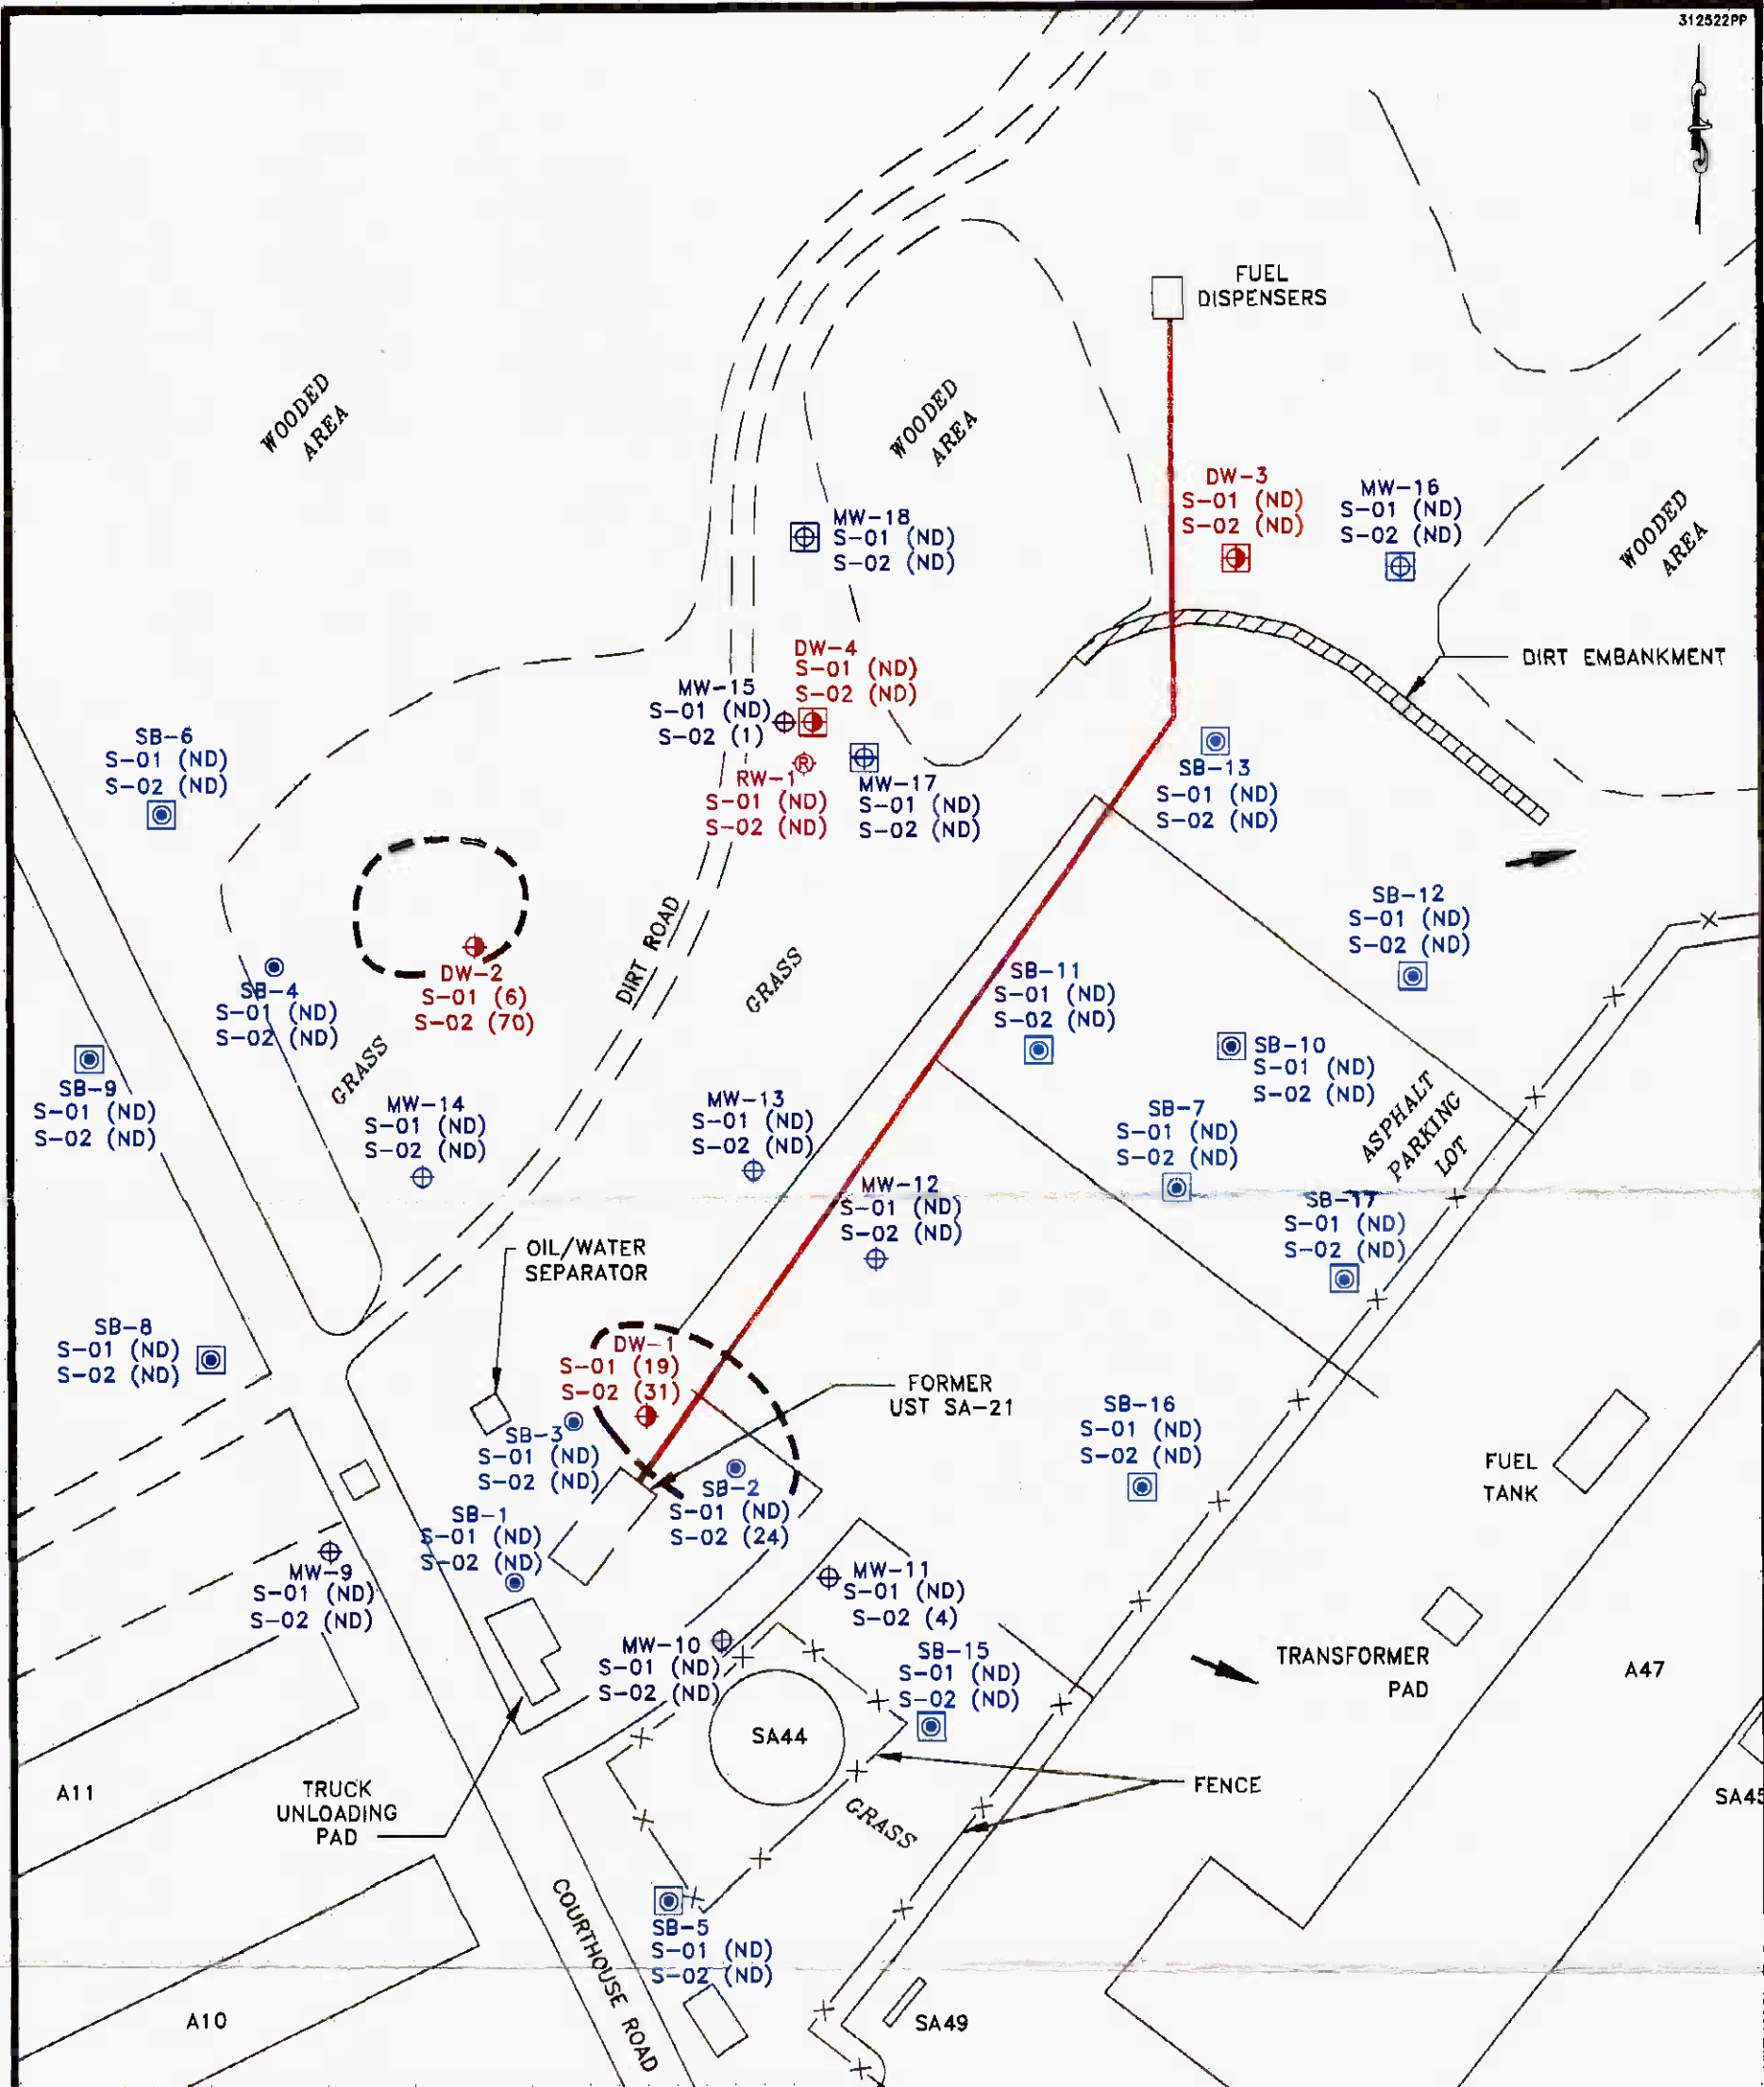 312522PP
FUEL
DISPENSERS
WOODED
AREA
WOODED
AREA
WOODED
AREA
DW-3
S-01 (ND)
S-02 (ND)
MW-16
S-01 (ND)
S-02 (ND)
MW-18
S-01 (ND)
S-02 (ND)
DIRT EMBANKMENT
DW-4
S-01 (ND)
S-02 (ND)
MW-15
S-01 (ND)
S-02 (1)
R
RW-1
S-01 (ND)
S-02 (ND)
MW-17
S-01 (ND)
S-02 (ND)
SB-13
S-01 (ND)
S-02 (ND)
SB-6
S-01 (ND)
S-02 (ND)
SB-12
S-01 (ND)
S-02 (ND)
DW-2
S-01 (6)
S-02 (70)
SB-4
S-01 (ND)
S-02 (ND)
DIRT ROAD
GRASS
SB-11
S-01 (ND)
S-02 (ND)
SB-10
S-01 (ND)
S-02 (ND)
GRASS
SB-9
S-01 (ND)
S-02 (ND)
MW-14
S-01 (ND)
S-02 (ND)
MW-13
S-01 (ND)
S-02 (ND)
SB-7
S-01 (ND)
S-02 (ND)
ASPHALT
PARKING
LOT
MW-12
S-01 (ND)
S-02 (ND)
SB-17
S-01 (ND)
S-02 (ND)
OIL/WATER
SEPARATOR
SB-8
S-01 (ND)
S-02 (ND)
DW-1
S-01 (19)
S-02 (31)
FORMER
UST SA-21
SB-16
S-01 (ND)
S-02 (ND)
SB-3
S-01 (ND)
S-02 (ND)
SB-2
S-01 (ND)
S-02 (24)
FUEL
TANK
SB-1
S-01 (ND)
S-02 (ND)
MW-9
S-01 (ND)
S-02 (ND)
MW-11
S-01 (ND)
S-02 (4)
MW-10
S-01 (ND)
S-02 (ND)
SB-15
S-01 (ND)
S-02 (ND)
TRANSFORMER
PAD
A47
SA44
A11
TRUCK
UNLOADING
PAD
FENCE
GRASS
SA45
COURTHOUSE ROAD
SB-5
S-01 (ND)
S-02 (ND)
A10
SA49